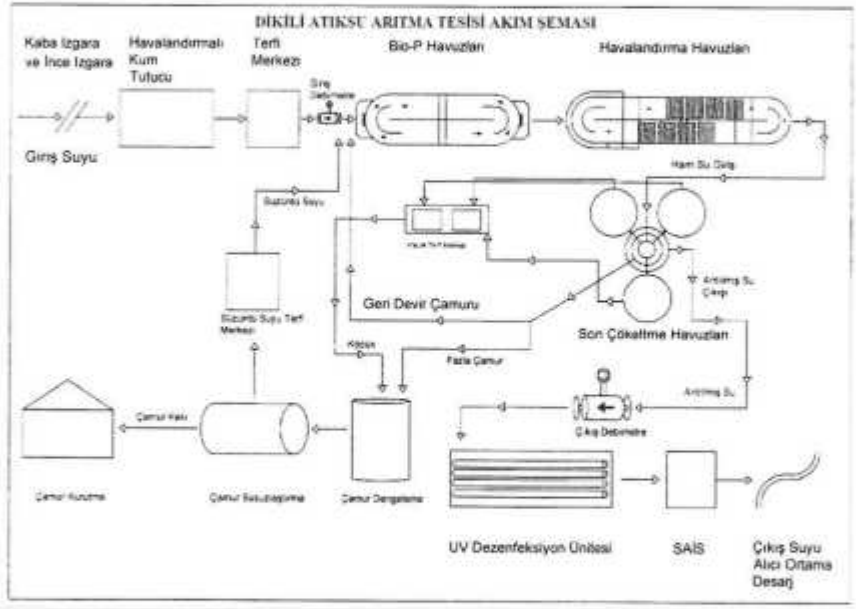 DİKİLİ ATIKSU ARITMA TESİSİ AKIM ŞEMASI
Kaba Izgara
ve İnce Izgara
Havalandırmalı
Kum
Tutucu
Terfi
Merkezi
Bio-P Havuzları
Havalandırma Havuzları
Giriş
Debimetre
Giriş Suyu
Ham Su Girişi
Süzüntü Suyu
Arıtılmış Su
Çıkışı
Süzüntü Suyu Terfi
Merkezi
Geri Devir Çamuru
Son Çökeltme Havuzları
Köpük
Fazla Çamur
Arıtılmış Su
Çamur Keki
Çıkış Debimetre
Çamur Kurutma
Çamur Susuzlaştırma
Çamur Dengeleme
UV Dezenfeksiyon Ünitesi
SAİS
Çıkış Suyu
Alıcı Ortama
Desarj